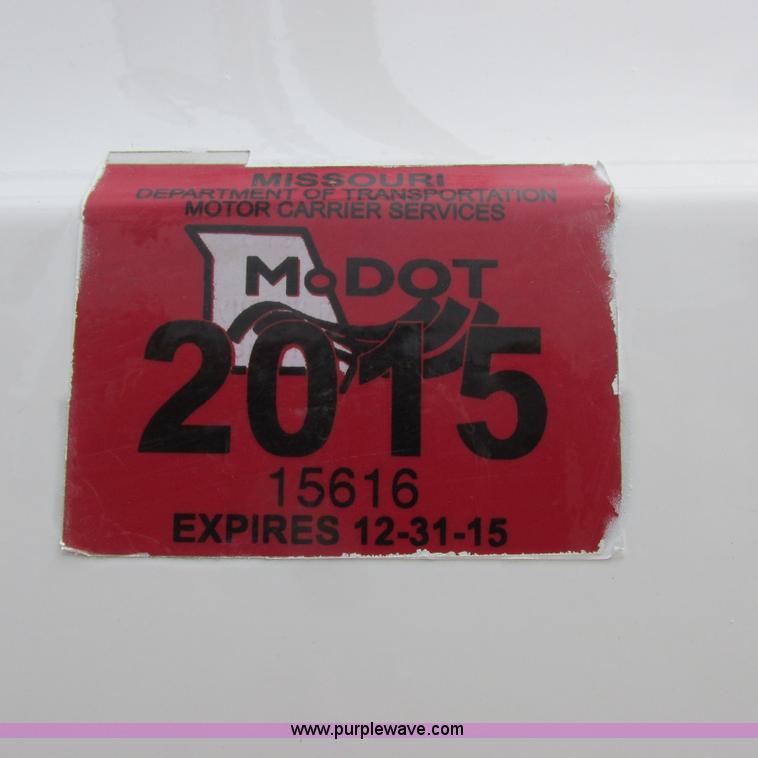 MISSOURI
DEPARTMENT OF TRANSPORTATION
MOTOR CARRIER SERVICES
MoDOT
2015
15616
EXPIRES 12-31-15
www.purplewave.com